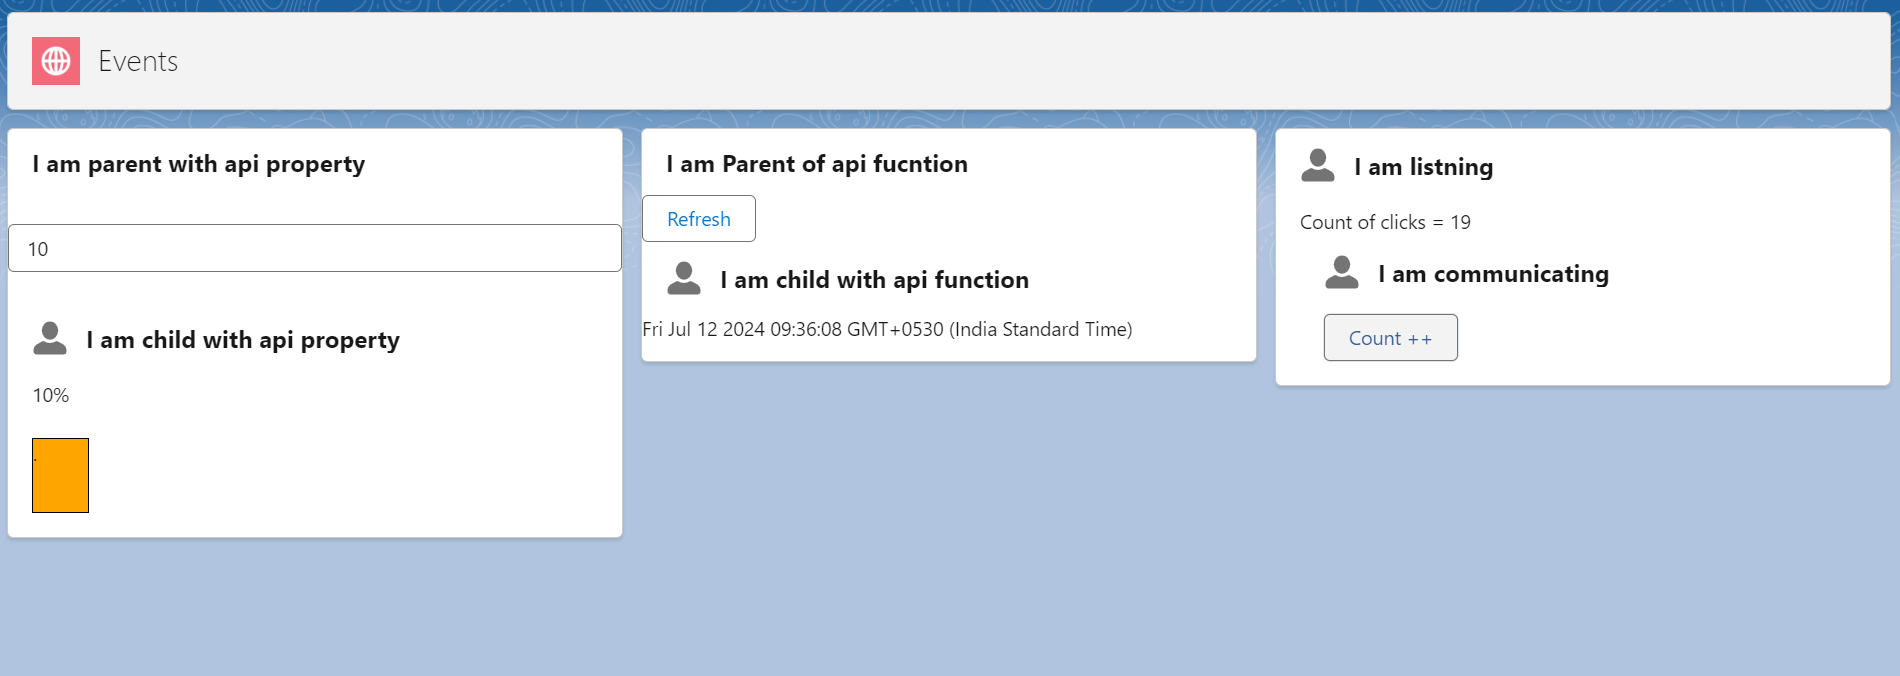 Events
I am parent with api property
10
I am child with api property
10%
.
I am Parent of api fucntion
Refresh
I am child with api function
Fri Jul 12 2024 09:36:08 GMT+0530 (India Standard Time)
I am listning
Count of clicks = 19
I am communicating
Count ++